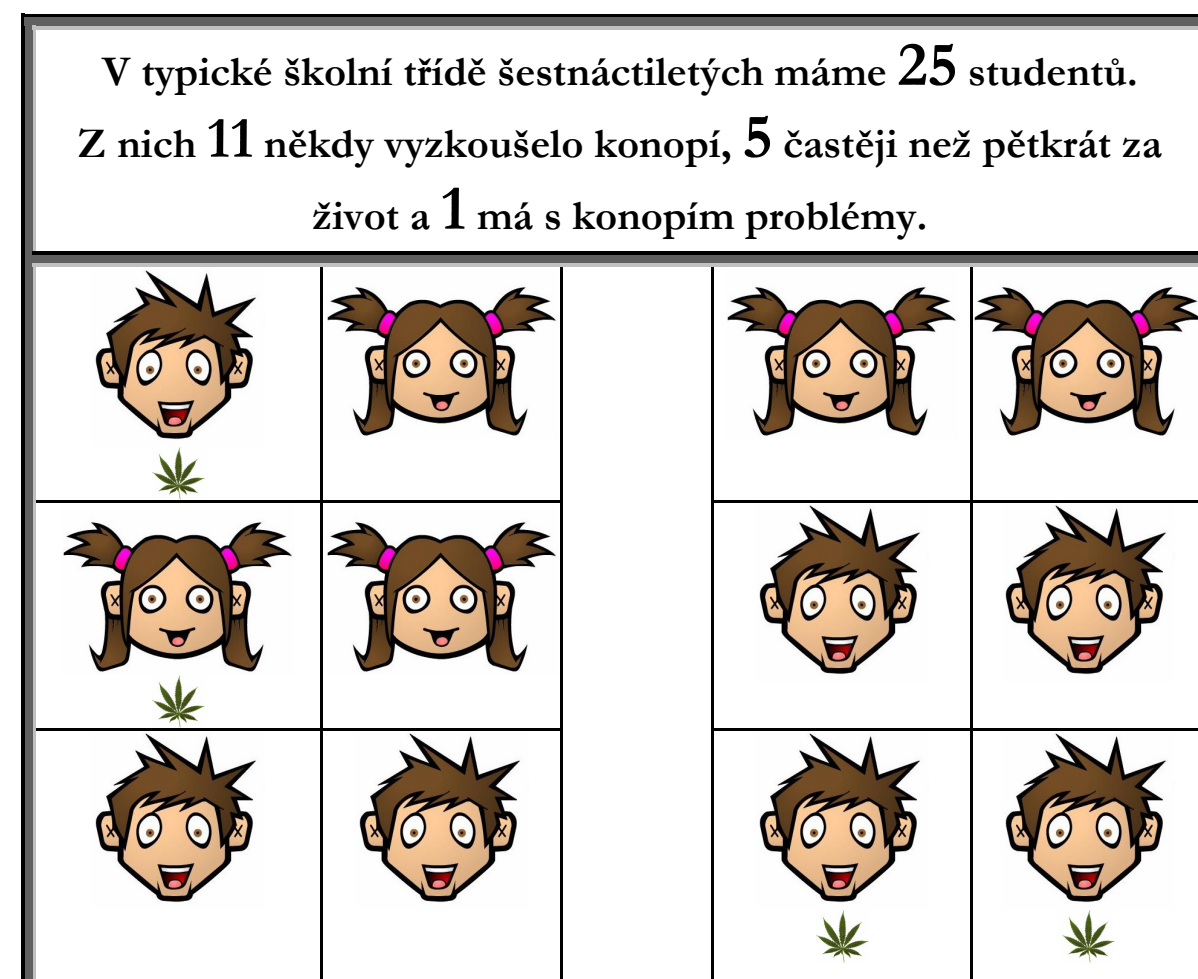 V typické školní třídě šestnáctiletých máme 25 studentů.
Z nich 11 někdy vyzkoušelo konopí, 5 častěji než pětkrát za
život a 1 má s konopím problémy.